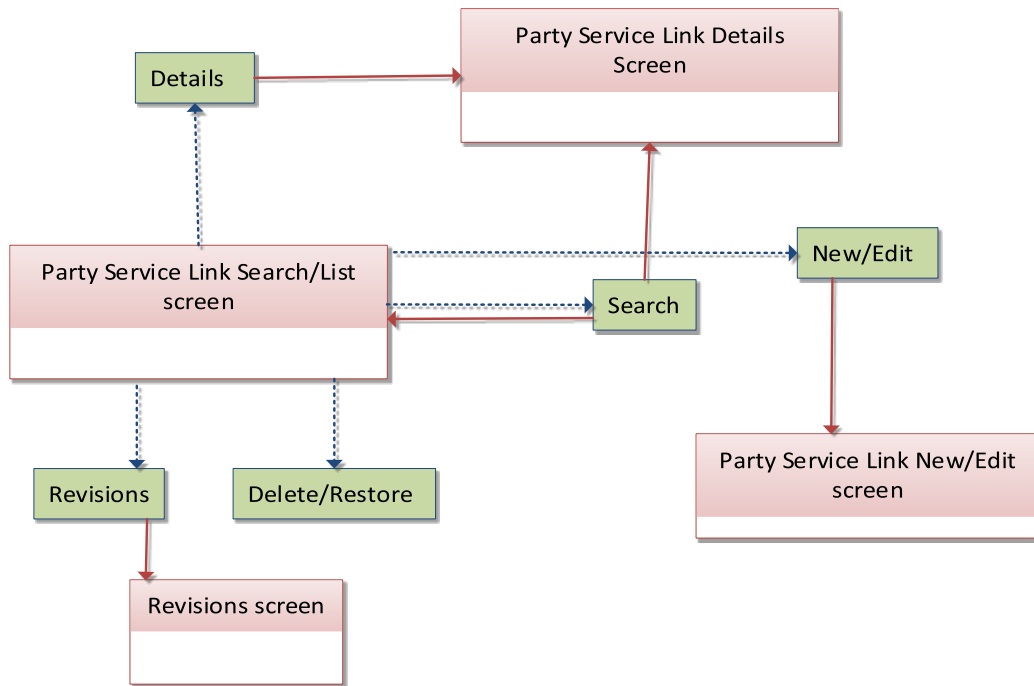 Party Service Link Details
Screen
Details
New/Edit
Party Service Link Search/List
screen
Search
Party Service Link New/Edit
screen
Revisions
Delete/Restore
Revisions screen